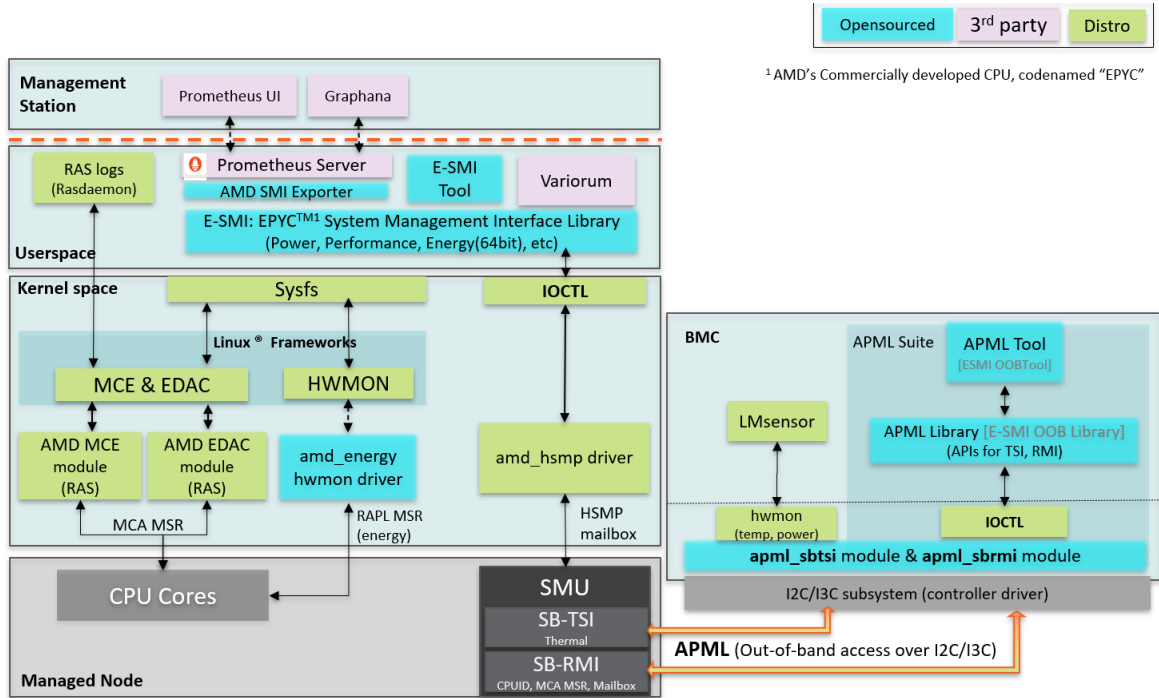 Opensourced
3rd party
Distro
1 AMD's Commercially developed CPU, codenamed "EPYC"
Management
Station
Prometheus UI
Graphana
RAS logs
(Rasdaemon)
Prometheus Server
AMD SMI Exporter
E-SMI
Tool
Variorum
E-SMI: EPYCTM1 System Management Interface Library
(Power, Performance, Energy(64bit), etc)
Userspace
Kernel space
Sysfs
IOCTL
Linux ® Frameworks
MCE & EDAC
HWMON
AMD MCE
module
(RAS)
AMD EDAC
module
(RAS)
amd_energy
hwmon driver
amd_hsmp driver
MCA MSR
RAPL MSR
(energy)
HSMP
mailbox
CPU Cores
SMU
SB-TSI
Thermal
SB-RMI
CPUID, MCA MSR, Mailbox
Managed Node
BMC
APML Suite
APML Tool
[ESMI OOBTool]
LMsensor
APML Library [E-SMI OOB Library]
(APIs for TSI, RMI)
hwmon
(temp, power)
IOCTL
apml_sbtsi module & apml_sbrmi module
I2C/I3C subsystem (controller driver)
APML (Out-of-band access over I2C/I3C)